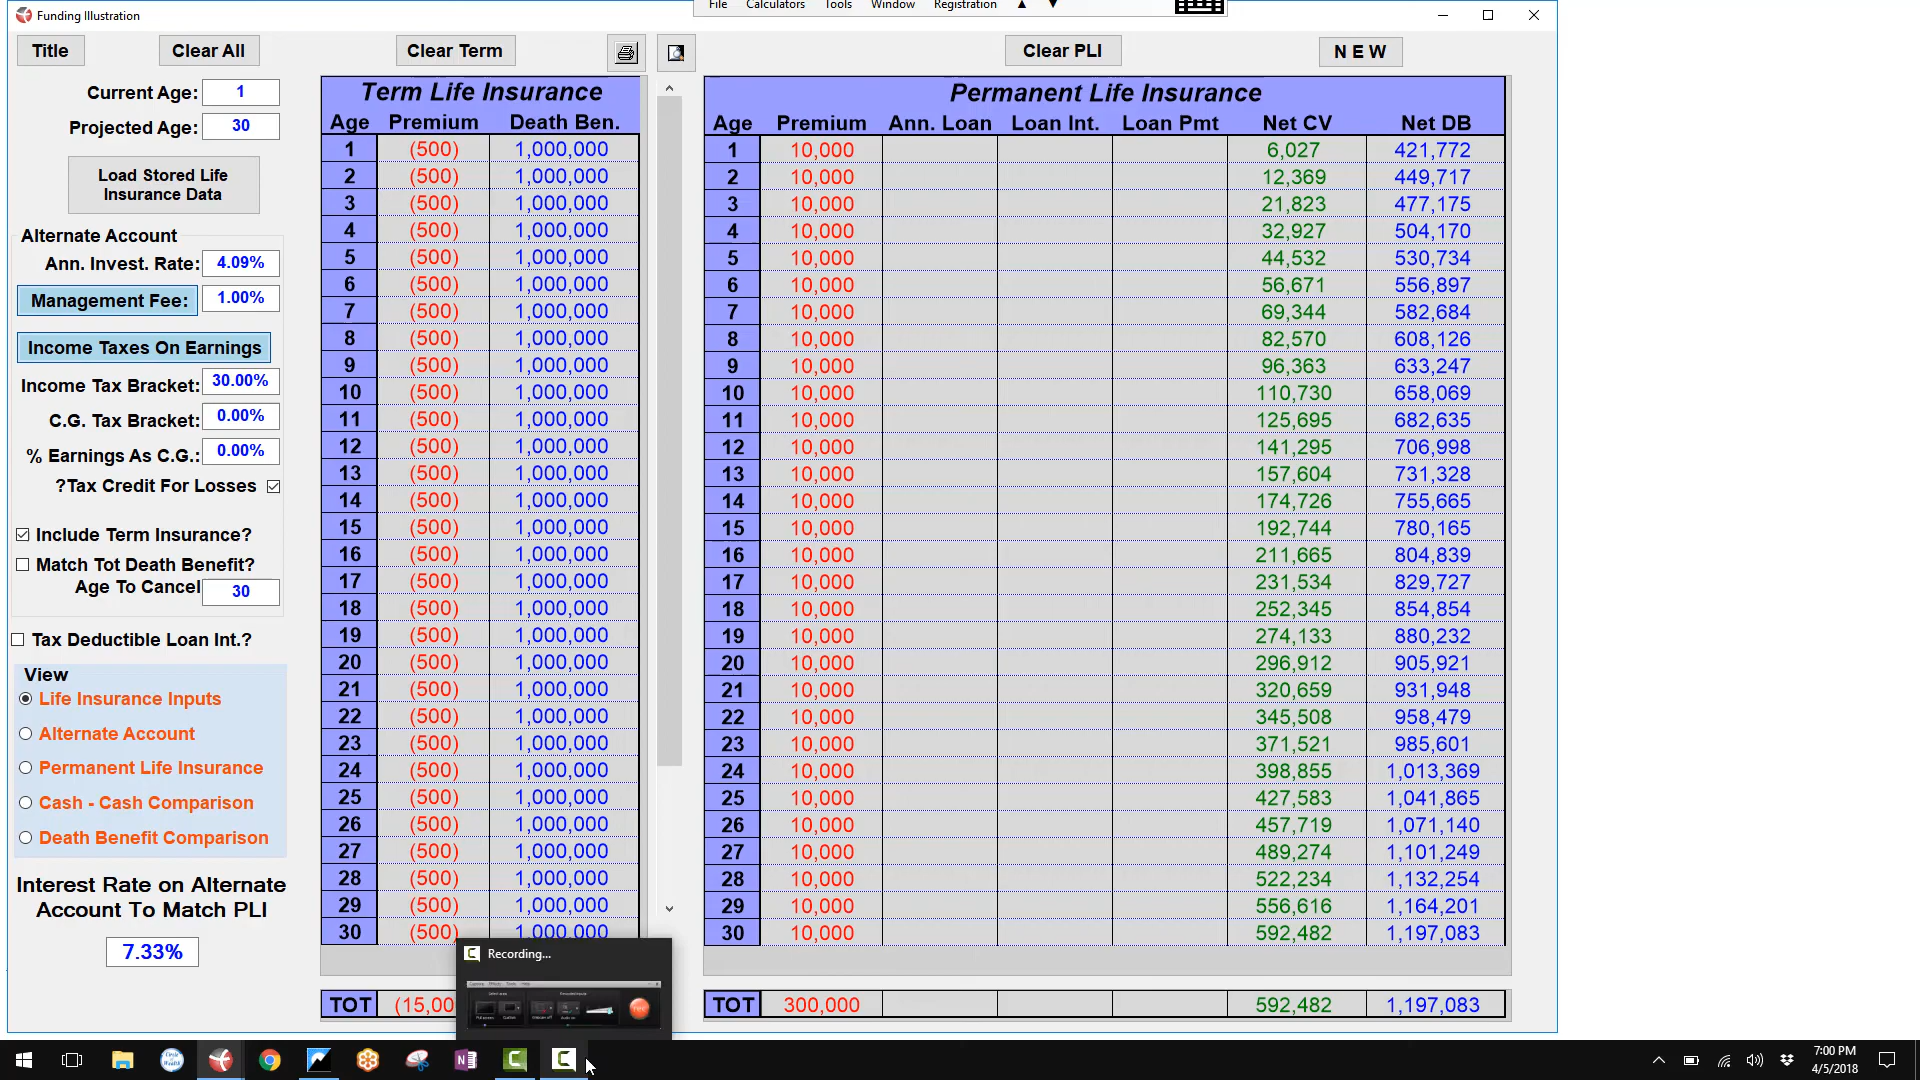 Funding Illustration
File Calculators Tools Window Registration
Title Clear All Clear Term Clear PLI N E W
Current Age: 1
Projected Age: 30
Load Stored Life
Insurance Data
Alternate Account
Ann. Invest. Rate: 4.09%
Management Fee: 1.00%
Income Taxes On Earnings
Income Tax Bracket: 30.00%
C.G. Tax Bracket: 0.00%
% Earnings As C.G.: 0.00%
?Tax Credit For Losses
Include Term Insurance?
Match Tot Death Benefit?
Age To Cancel 30
Tax Deductible Loan Int.?
View
Life Insurance Inputs
Alternate Account
Permanent Life Insurance
Cash - Cash Comparison
Death Benefit Comparison
Interest Rate on Alternate
Account To Match PLI
7.33%
Term Life Insurance
Age Premium Death Ben.
1 (500) 1,000,000
2 (500) 1,000,000
3 (500) 1,000,000
4 (500) 1,000,000
5 (500) 1,000,000
6 (500) 1,000,000
7 (500) 1,000,000
8 (500) 1,000,000
9 (500) 1,000,000
10 (500) 1,000,000
11 (500) 1,000,000
12 (500) 1,000,000
13 (500) 1,000,000
14 (500) 1,000,000
15 (500) 1,000,000
16 (500) 1,000,000
17 (500) 1,000,000
18 (500) 1,000,000
19 (500) 1,000,000
20 (500) 1,000,000
21 (500) 1,000,000
22 (500) 1,000,000
23 (500) 1,000,000
24 (500) 1,000,000
25 (500) 1,000,000
26 (500) 1,000,000
27 (500) 1,000,000
28 (500) 1,000,000
29 (500) 1,000,000
30 (500) 1,000,000
TOT (15,00
Permanent Life Insurance
Age Premium Ann. Loan Loan Int. Loan Pmt Net CV Net DB
1 10,000 6,027 421,772
2 10,000 12,369 449,717
3 10,000 21,823 477,175
4 10,000 32,927 504,170
5 10,000 44,532 530,734
6 10,000 56,671 556,897
7 10,000 69,344 582,684
8 10,000 82,570 608,126
9 10,000 96,363 633,247
10 10,000 110,730 658,069
11 10,000 125,695 682,635
12 10,000 141,295 706,998
13 10,000 157,604 731,328
14 10,000 174,726 755,665
15 10,000 192,744 780,165
16 10,000 211,665 804,839
17 10,000 231,534 829,727
18 10,000 252,345 854,854
19 10,000 274,133 880,232
20 10,000 296,912 905,921
21 10,000 320,659 931,948
22 10,000 345,508 958,479
23 10,000 371,521 985,601
24 10,000 398,855 1,013,369
25 10,000 427,583 1,041,865
26 10,000 457,719 1,071,140
27 10,000 489,274 1,101,249
28 10,000 522,234 1,132,254
29 10,000 556,616 1,164,201
30 10,000 592,482 1,197,083
TOT 300,000 592,482 1,197,083
Recording...
7:00 PM
4/5/2018